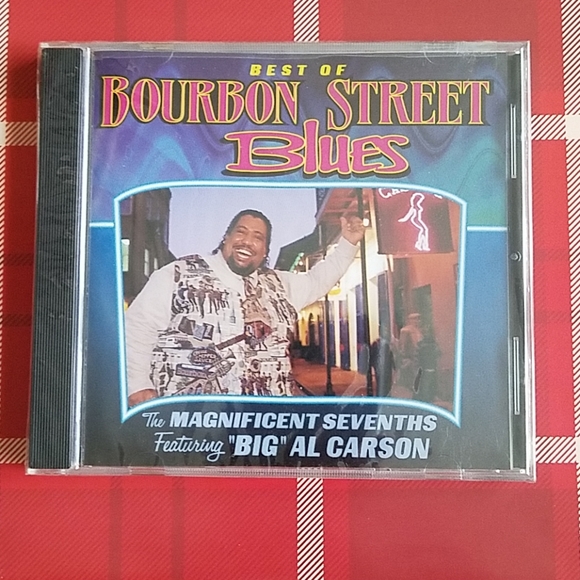 BEST OF
BOURBON STREET
BLUES
The MAGNIFICENT SEVENTHS
Featuring "BIG" AL CARSON